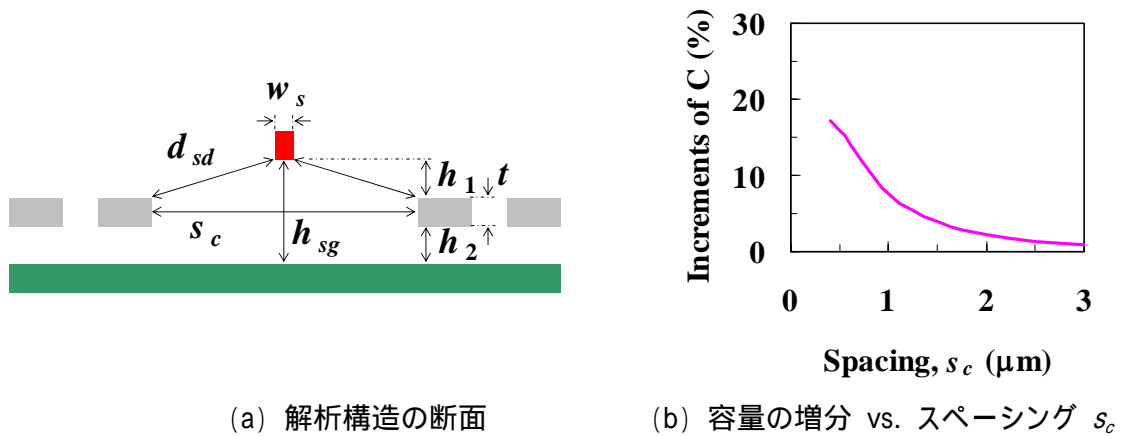 w s
d sd
h 1
t
s c
h sg
h 2
(a) 解析構造の断面
Increments of C (%)
30
20
10
0
0
1
2
3
Spacing, s c (μm)
(b) 容量の増分 vs. スペーシング sc